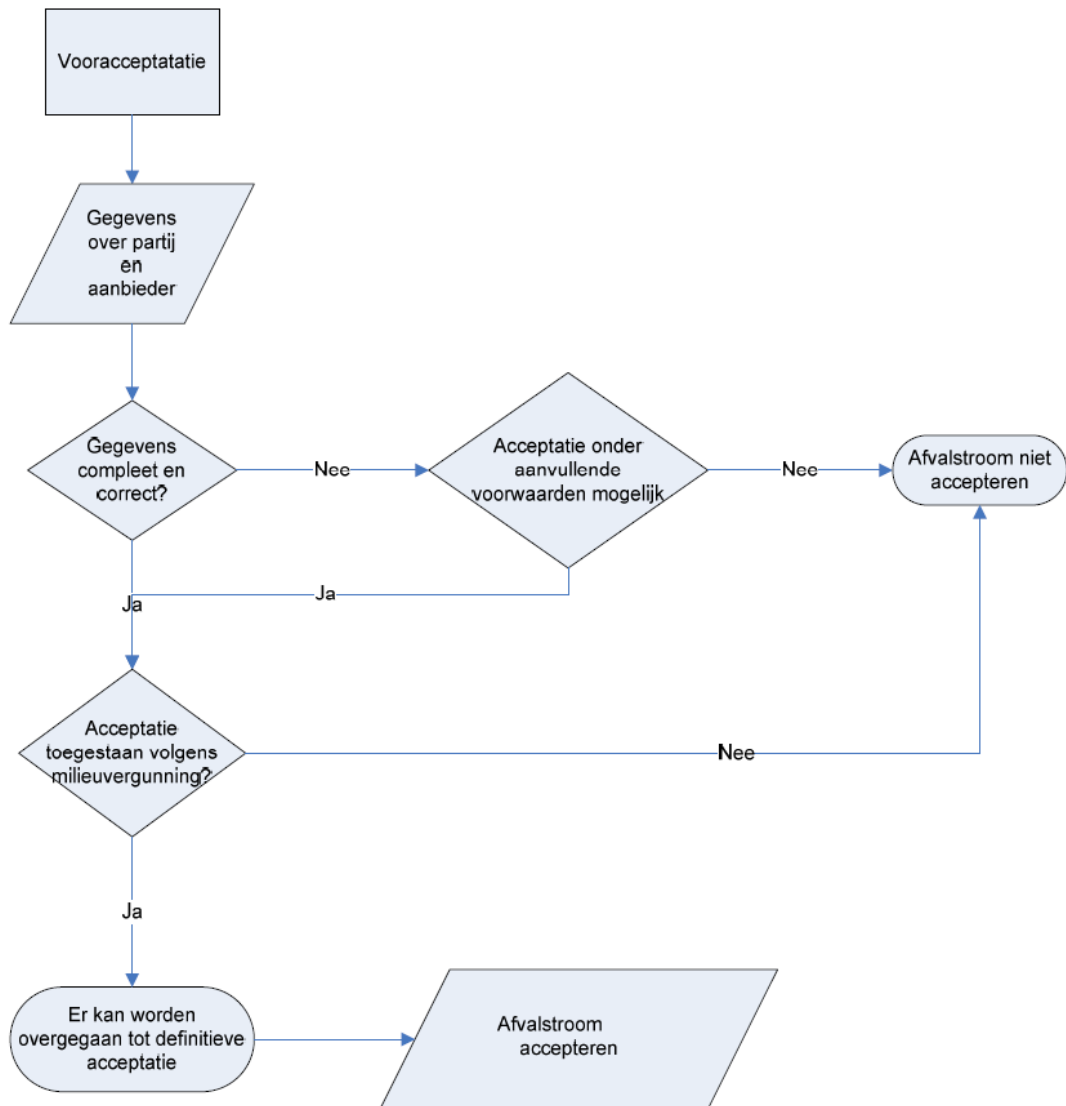 Vooracceptatatie
Gegevens
over partij
en
aanbieder
Gegevens
compleet en
correct?
Nee
Acceptatie onder
aanvullende
voorwaarden mogelijk
Nee
Afvalstroom niet
accepteren
Ja
Ja
Acceptatie
toegestaan volgens
milieuvergunning?
Nee
Ja
Er kan worden
overgegaan tot definitieve
acceptatie
Afvalstroom
accepteren